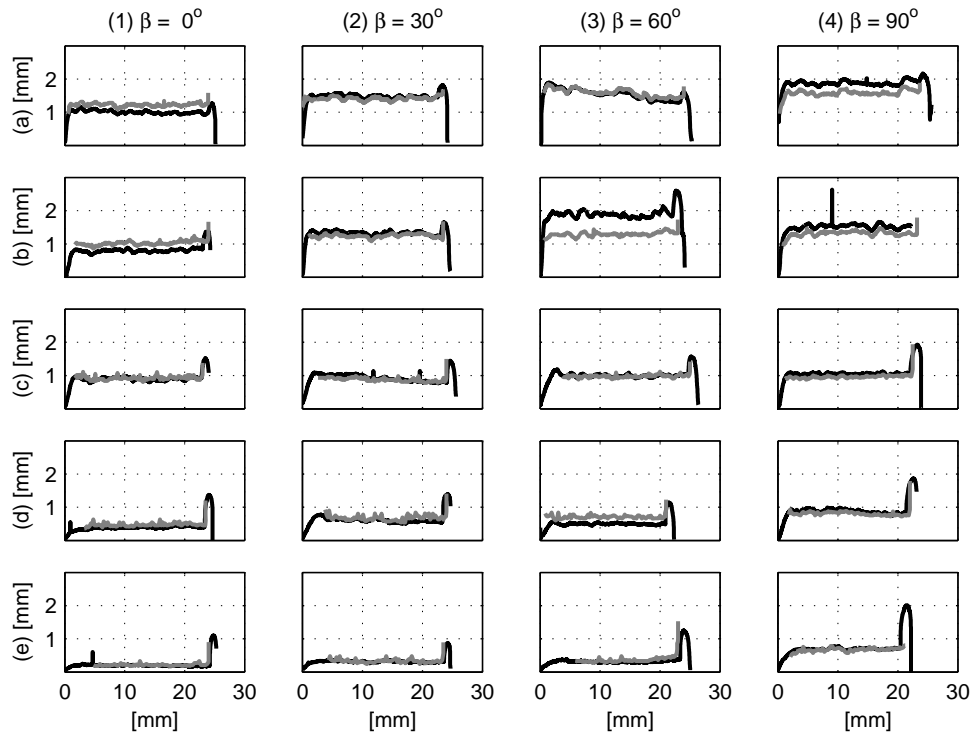 (1) β = 0° (2) β = 30° (3) β = 60° (4) β = 90°
(a) [mm]
2
1
(b) [mm]
2
1
(c) [mm]
2
1
(d) [mm]
2
1
(e) [mm]
2
1
0 10 20 30 0 10 20 30 0 10 20 30 0 10 20 30
[mm] [mm] [mm] [mm]